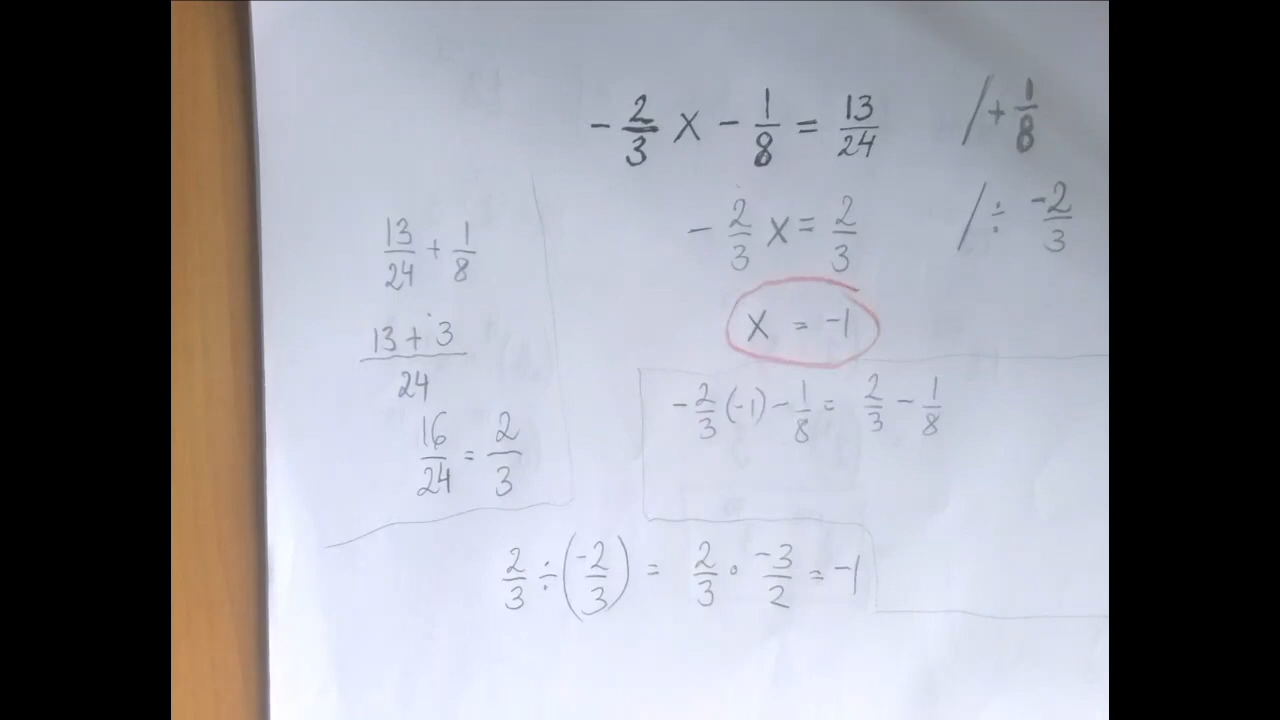 -2/3 x - 1/8 = 13/24 / + 1/8
- 2/3 x = 2/3 / ÷ -2/3
x = -1
13/24 + 1/8
13 + 3 / 24
16/24 = 2/3
-2/3 (-1) - 1/8 = 2/3 - 1/8
2/3 ÷ (-2/3) = 2/3 · -3/2 = -1